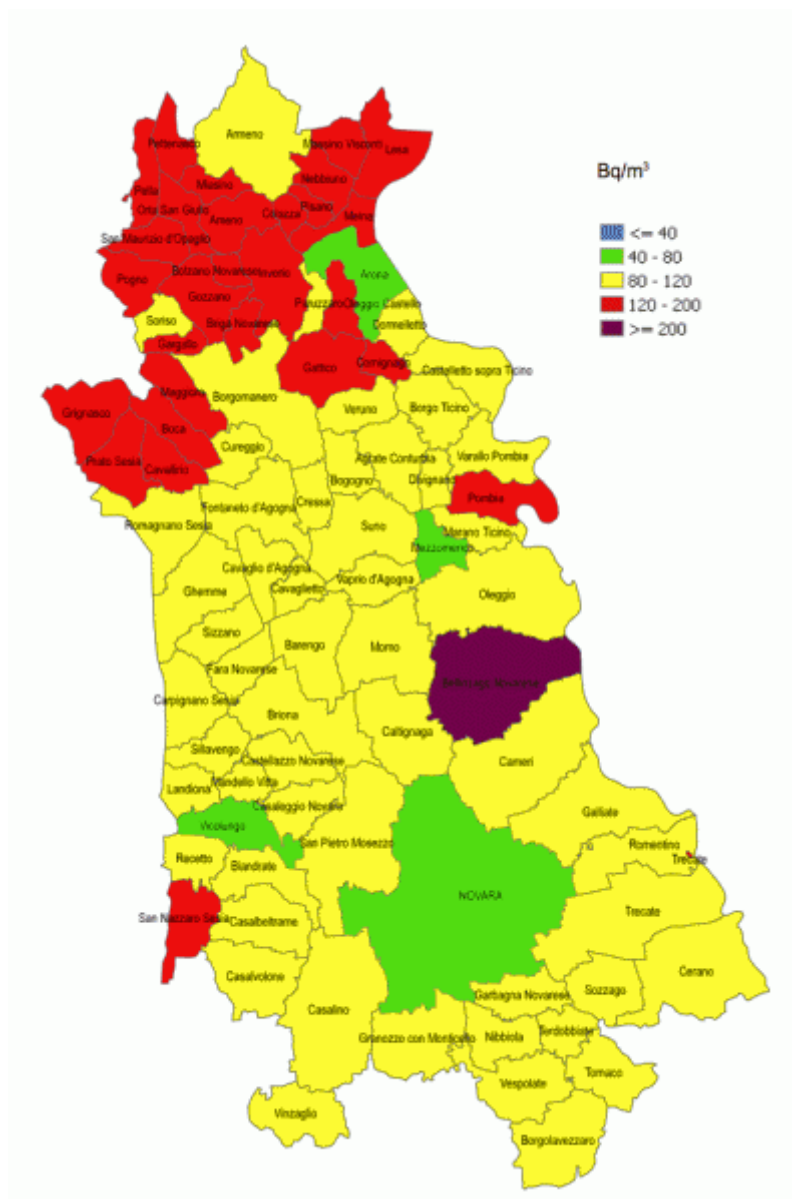 Armeno
Pettenasco
Massino Visconti
Lesa
Miasino
Nebbiuno
Pella
Orta San Giulio
Ameno
Colazza
Pisano
Meina
San Maurizio d'Opaglio
Bq/m³
<= 40
40 - 80
80 - 120
120 - 200
>= 200
Pogno
Bolzano Novarese
Invorio
Arona
Gozzano
Paruzzaro
Oleggio Castello
Soriso
Briga Novarese
Dormelletto
Gargallo
Gattico
Comignago
Castelletto sopra Ticino
Maggiora
Borgomanero
Grignasco
Veruno
Borgo Ticino
Boca
Cureggio
Prato Sesia
Cavallirio
Agrate Conturbia
Varallo Pombia
Bogogno
Divignano
Pombia
Cressa
Fontaneto d'Agogna
Romagnano Sesia
Suno
Marano Ticino
Mezzomerico
Cavaglio d'Agogna
Vaprio d'Agogna
Ghemme
Cavaglietto
Oleggio
Sizzano
Barengo
Momo
Fara Novarese
Bellinzago Novarese
Carpignano Sesia
Briona
Caltignaga
Sillavengo
Castellazzo Novarese
Cameri
Mandello Vitta
Landiona
Casaleggio Novara
Galliate
Vicolungo
San Pietro Mosezzo
Romentino
Recetto
Biandrate
Trecate
NOVARA
San Nazzaro Sesia
Casalbeltrame
Trecate
Casalvolone
Cerano
Sozzago
Garbagna Novarese
Casalino
Terdobbiate
Granozzo con Monticello
Nibbiola
Tornaco
Vespolate
Vinzaglio
Borgolavezzaro